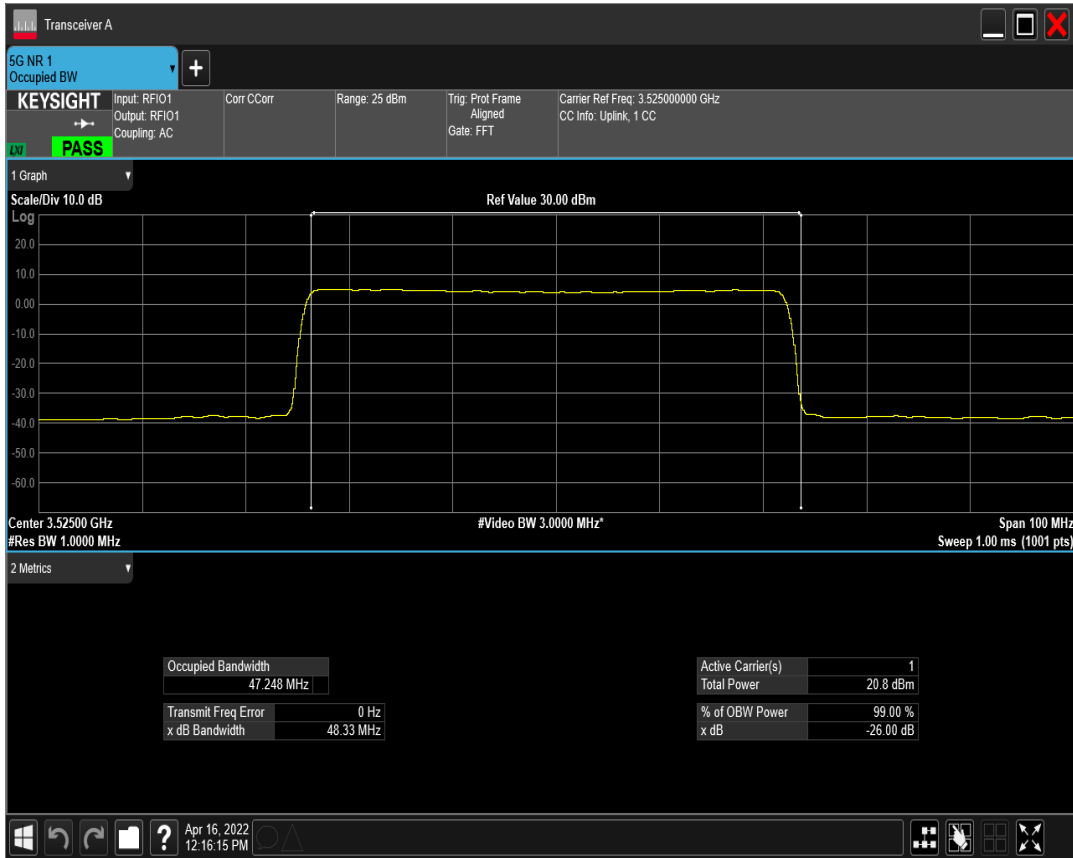 Transceiver A
5G NR 1
Occupied BW
KEYSIGHT
LXI
PASS
Input: RFIO1
Output: RFIO1
Coupling: AC
Corr CCorr
Range: 25 dBm
Trig: Prot Frame
Aligned
Gate: FFT
Carrier Ref Freq: 3.525000000 GHz
CC Info: Uplink, 1 CC
1 Graph
Scale/Div 10.0 dB
Ref Value 30.00 dBm
Log
20.0
10.0
0.00
-10.0
-20.0
-30.0
-40.0
-50.0
-60.0
Center 3.52500 GHz
#Video BW 3.0000 MHz*
Span 100 MHz
#Res BW 1.0000 MHz
Sweep 1.00 ms (1001 pts)
2 Metrics
Occupied Bandwidth
47.248 MHz
Transmit Freq Error 0 Hz
x dB Bandwidth 48.33 MHz
Active Carrier(s) 1
Total Power 20.8 dBm
% of OBW Power 99.00 %
x dB -26.00 dB
?
Apr 16, 2022
12:16:15 PM